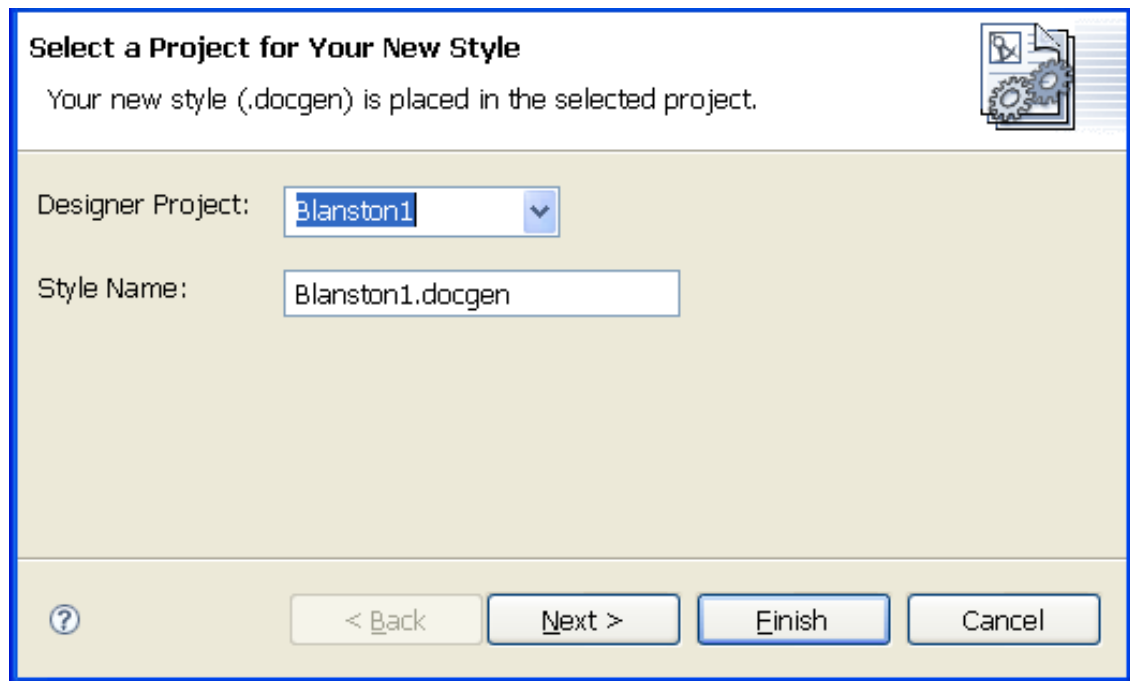 Select a Project for Your New Style
Your new style (.docgen) is placed in the selected project.
Designer Project: Blanston1
Style Name: Blanston1.docgen
? < Back Next > Finish Cancel